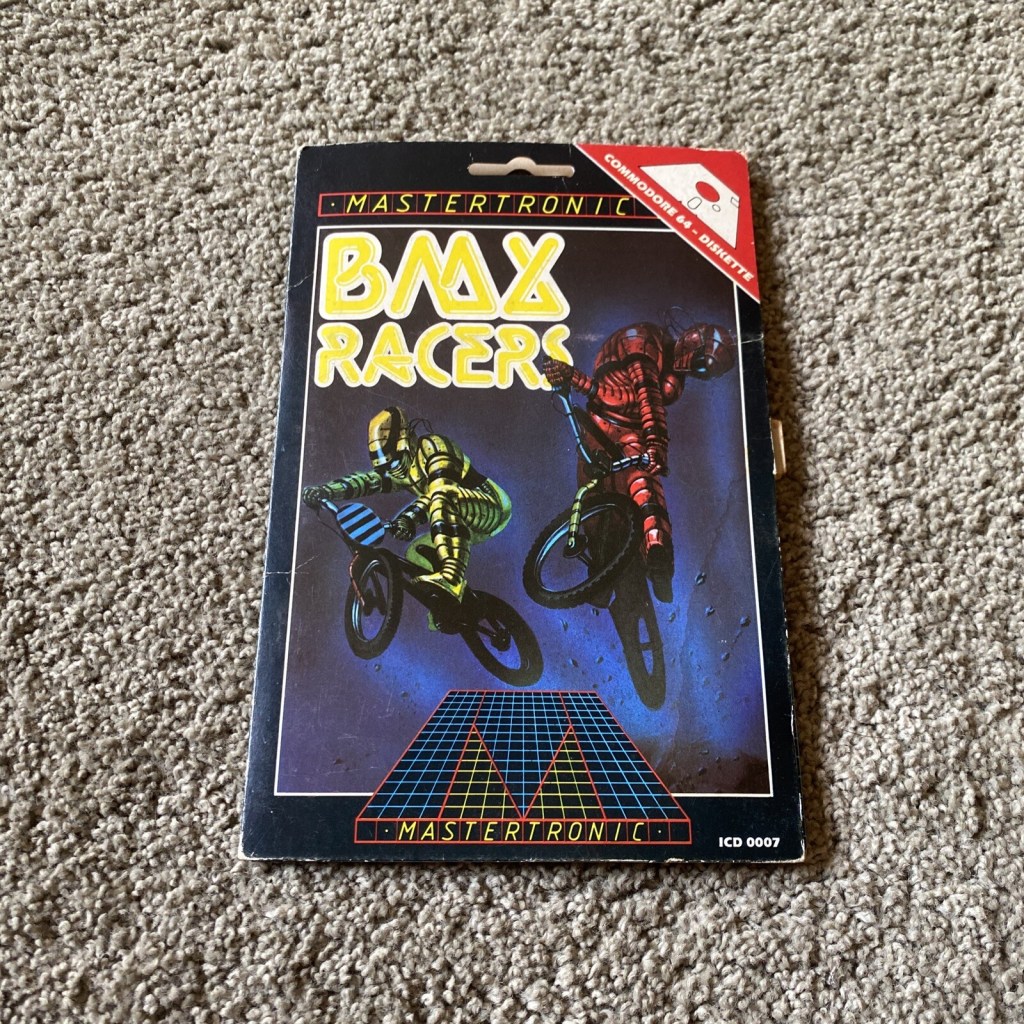 · MASTERTRONIC
COMMODORE 64 - DISKETTE
BMX
RACERS
· MASTERTRONIC ·
ICD 0007